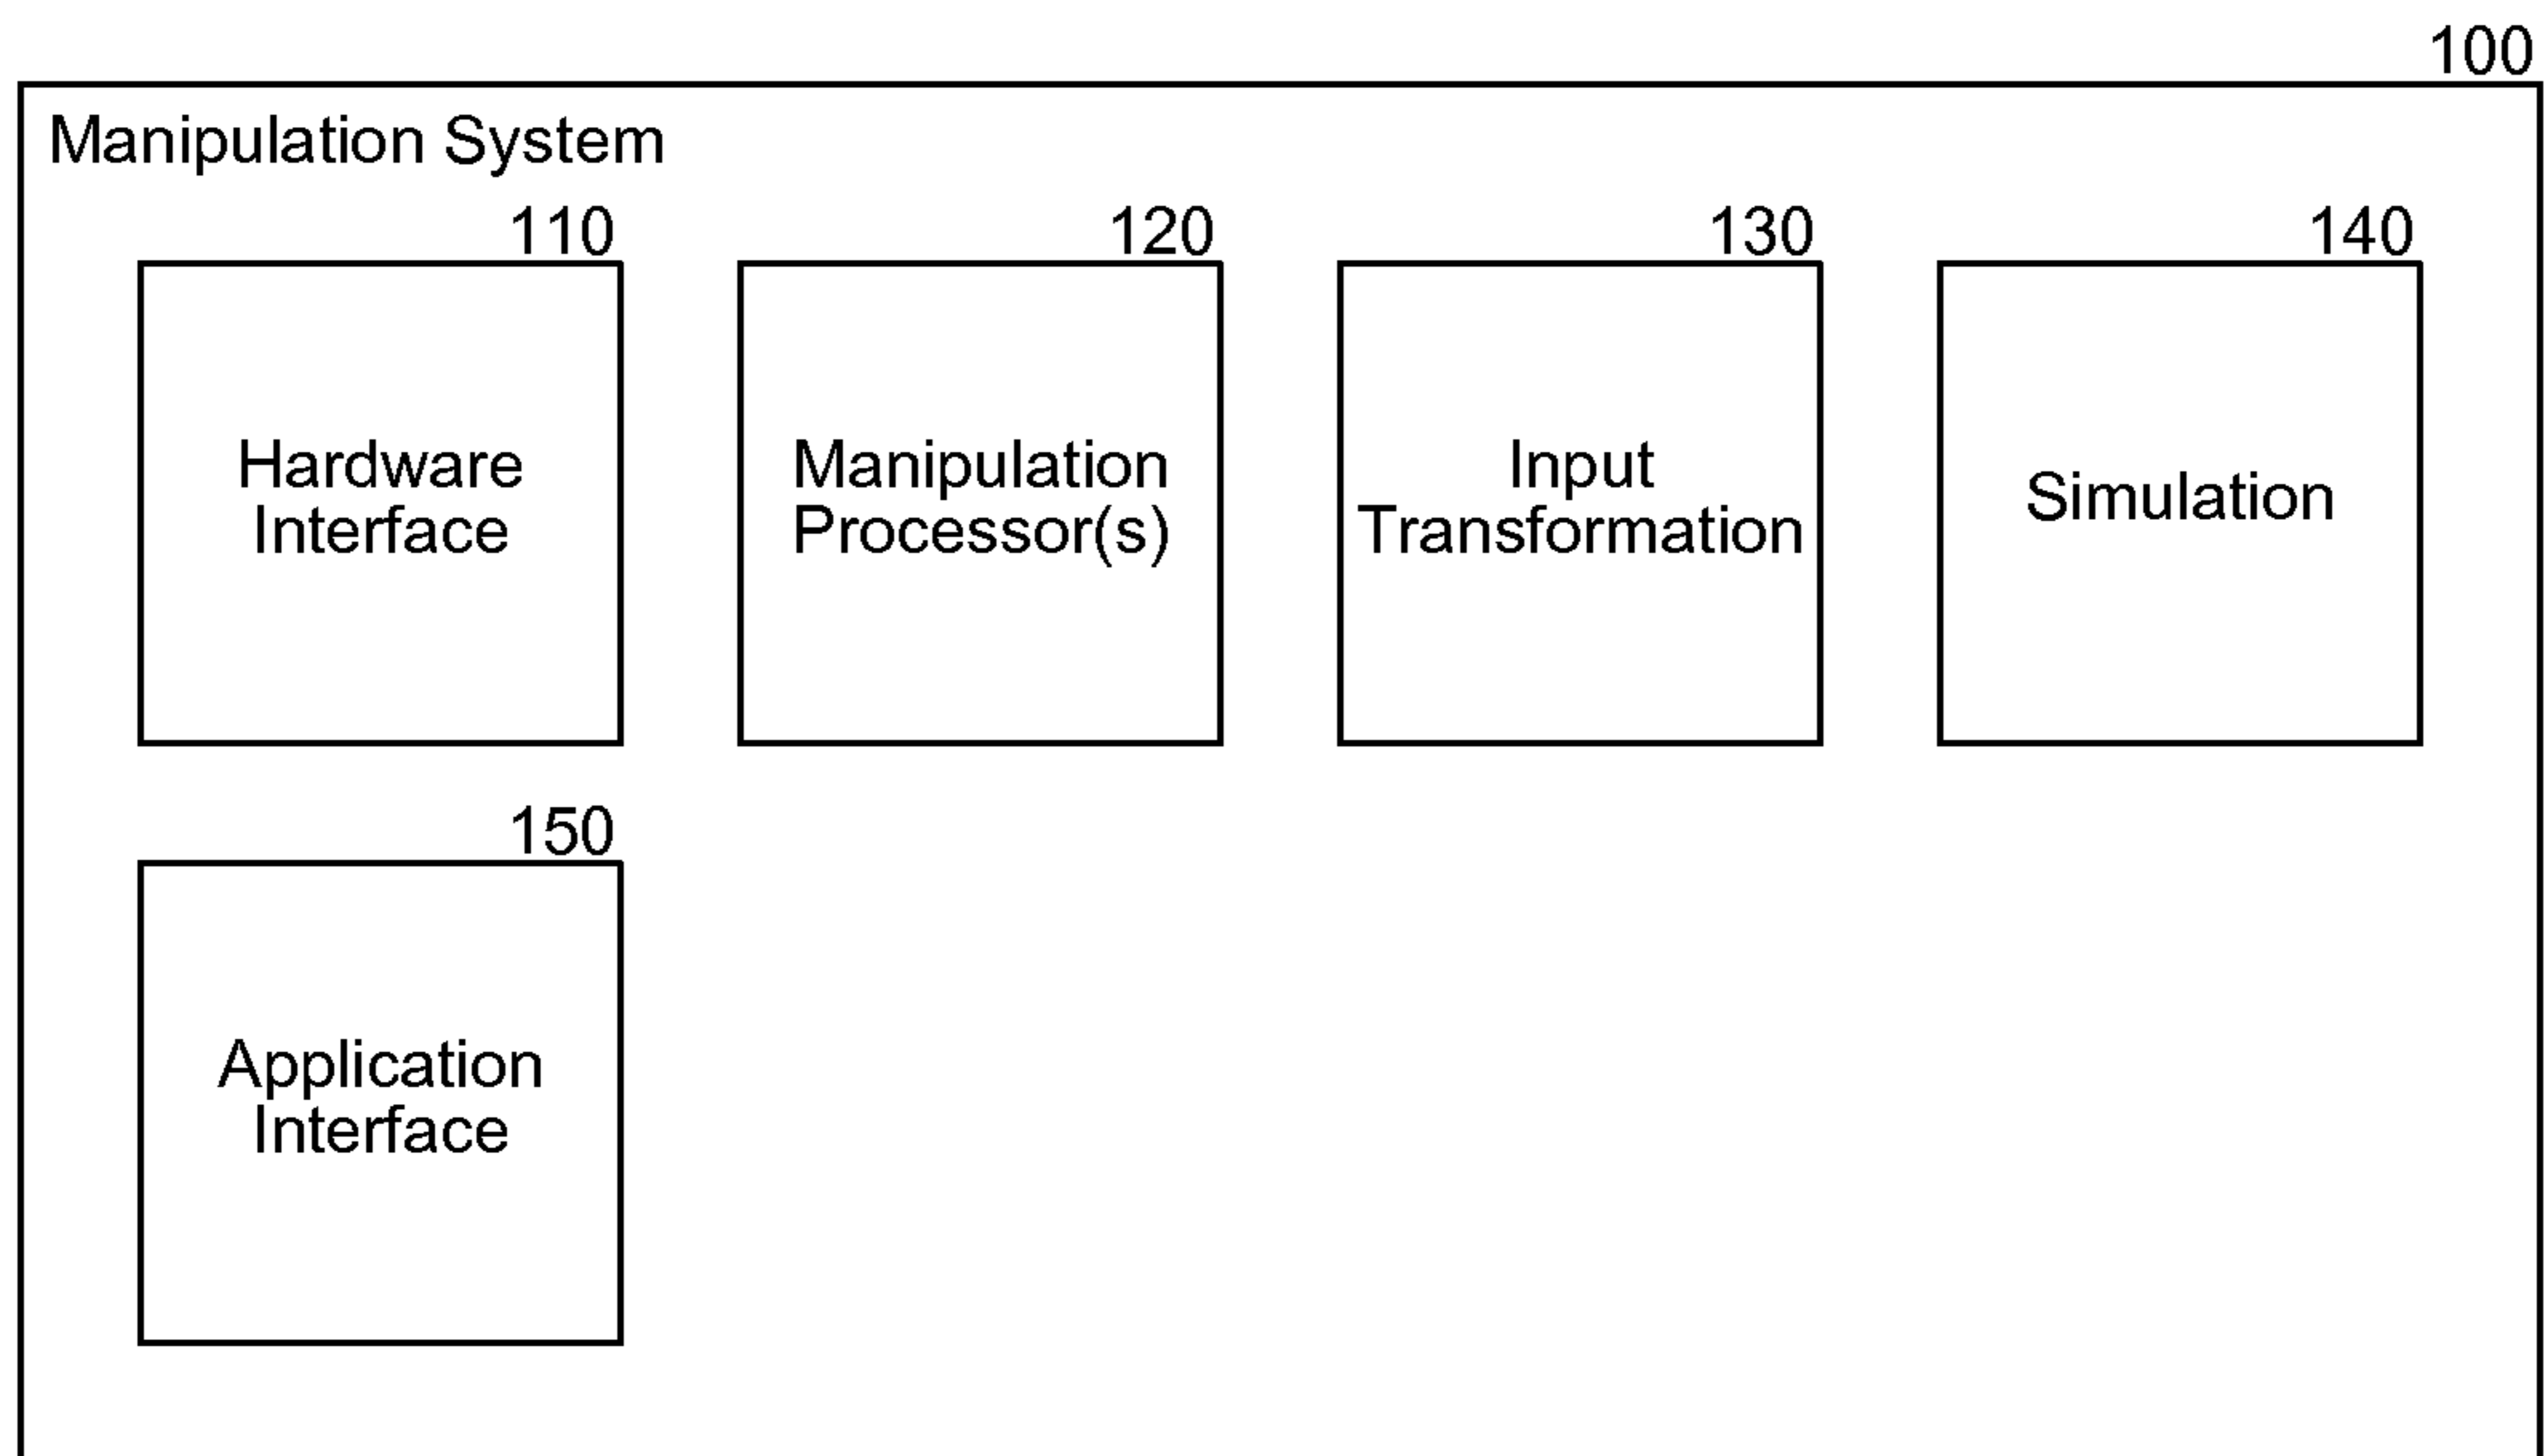 100
Manipulation System
110
120
130
140
Hardware
Interface
Manipulation
Processor(s)
Input
Transformation
Simulation
150
Application
Interface